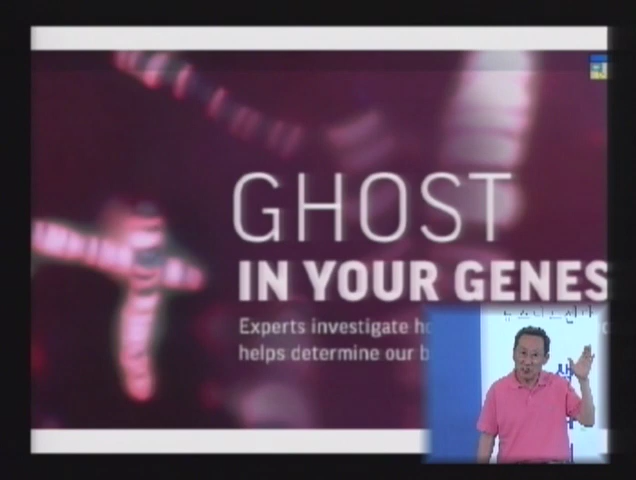 GHOST
IN YOUR GENES
Experts investigate
helps determine our